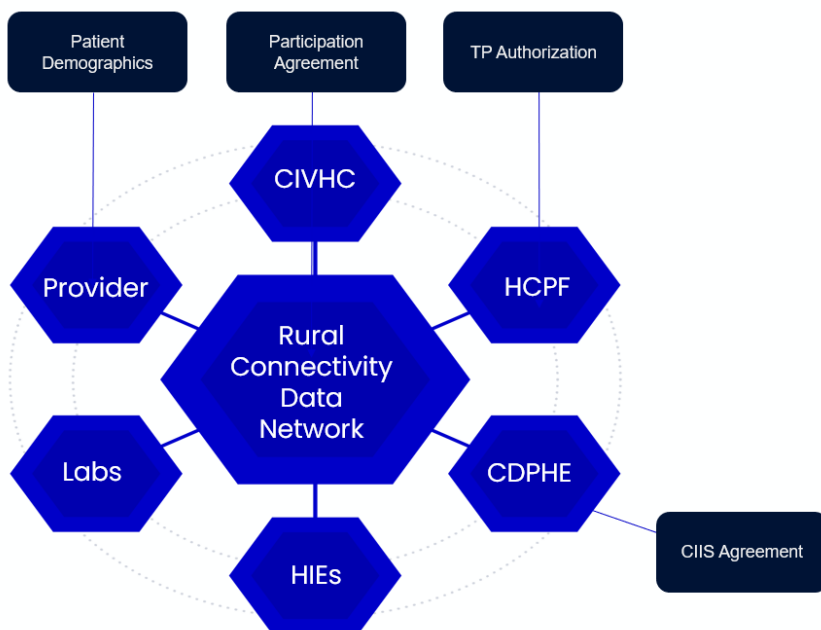 Patient
Demographics
Participation
Agreement
TP Authorization
CIVHC
Provider
HCPF
Rural
Connectivity
Data
Network
Labs
CDPHE
HIEs
CIIS Agreement